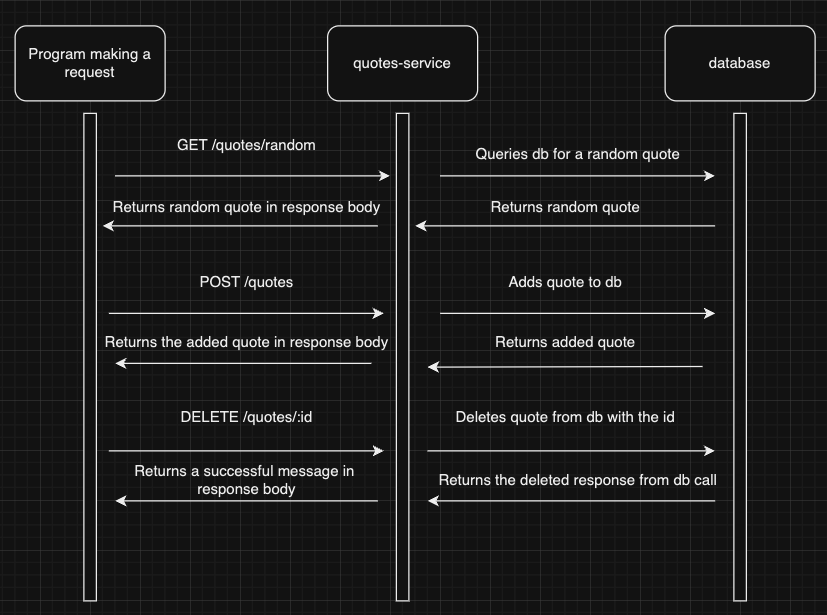 Program making a
request
quotes-service
database
GET /quotes/random
Queries db for a random quote
Returns random quote in response body
Returns random quote
POST /quotes
Adds quote to db
Returns the added quote in response body
Returns added quote
DELETE /quotes/:id
Deletes quote from db with the id
Returns a successful message in
response body
Returns the deleted response from db call